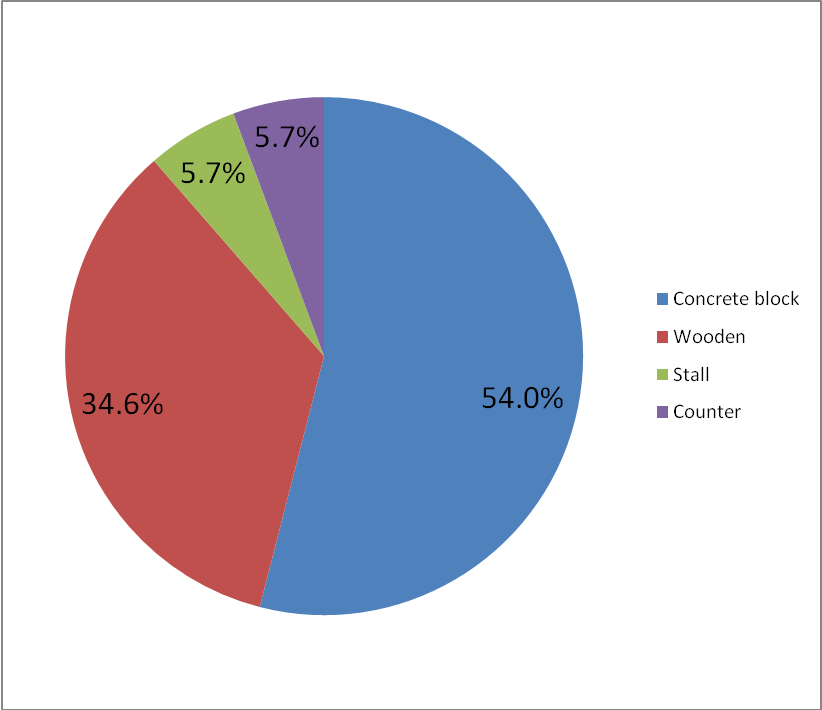 5.7%
5.7%
34.6%
54.0%
Concrete block
Wooden
Stall
Counter